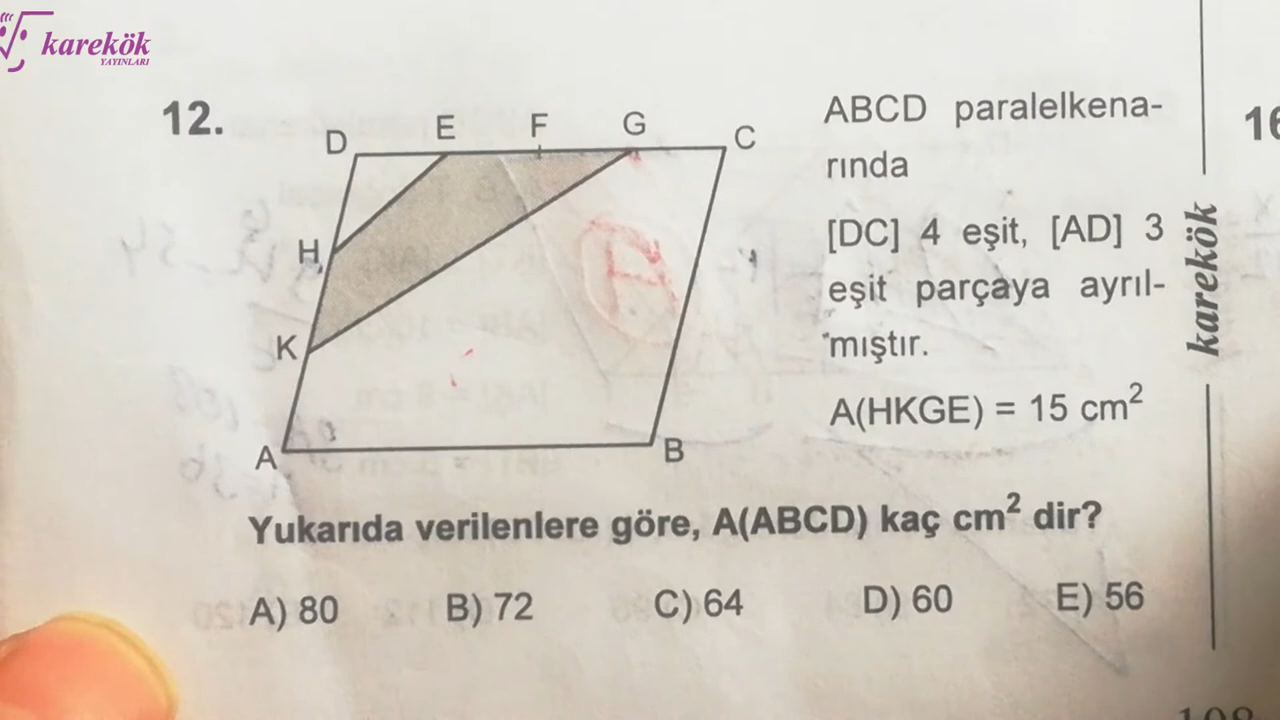 karekök
YAYINLARI
12.
D E F G C
H
K
A B
ABCD paralelkena-
rında
[DC] 4 eşit, [AD] 3
eşit parçaya ayrıl-
mıştır.
A(HKGE) = 15 cm²
Yukarıda verilenlere göre, A(ABCD) kaç cm² dir?
A) 80 B) 72 C) 64 D) 60 E) 56
karekök